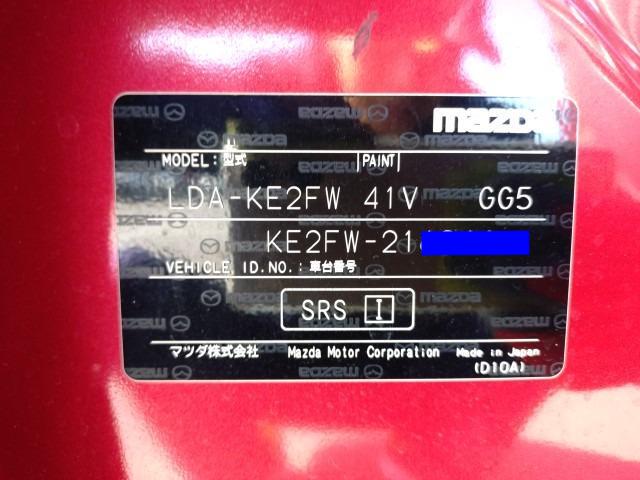 mazda
MODEL:型式 |PAINT|
LDA-KE2FW 41V GG5
KE2FW-21
VEHICLE I.D.NO.:車台番号
SRS I
マツダ株式会社 Mazda Motor Corporation Made in Japan
(D10A)